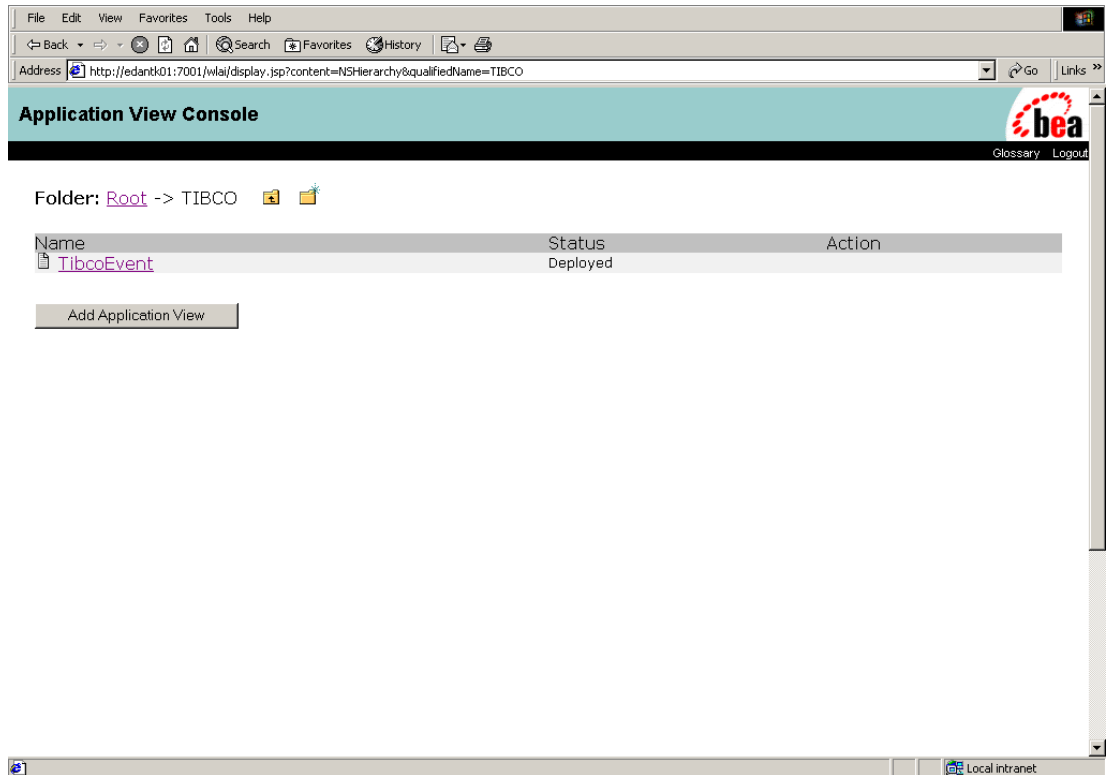 File Edit View Favorites Tools Help
Back Search Favorites History
Address http://edantk01:7001/wlai/display.jsp?content=NSHierarchy&qualifiedName=TIBCO Go Links »
Application View Console
bea
Glossary Logout
Folder: Root -> TIBCO
Name Status Action
TibcoEvent Deployed
Add Application View
Local intranet